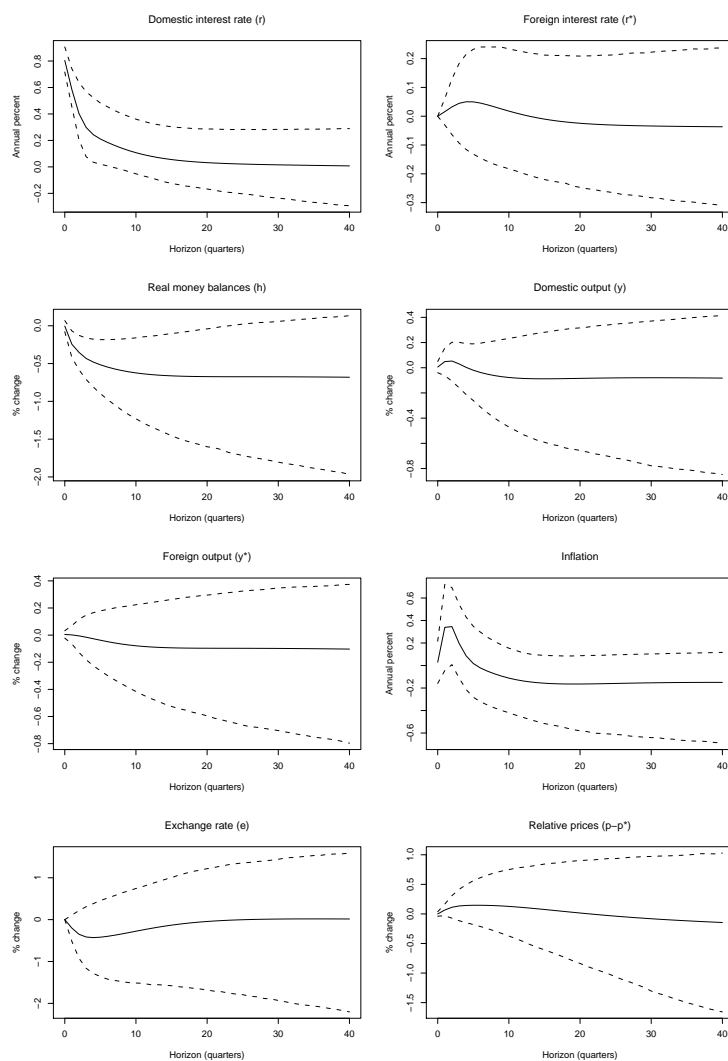 Domestic interest rate (r)
Annual percent
0.8
0.6
0.4
0.2
0.0
−0.2
0 10 20 30 40
Horizon (quarters)
Foreign interest rate (r*)
Annual percent
0.2
0.1
0.0
−0.1
−0.2
−0.3
0 10 20 30 40
Horizon (quarters)
Real money balances (h)
% change
0.0
−0.5
−1.0
−1.5
−2.0
0 10 20 30 40
Horizon (quarters)
Domestic output (y)
% change
0.4
0.2
0.0
−0.4
−0.8
0 10 20 30 40
Horizon (quarters)
Foreign output (y*)
% change
0.4
0.2
0.0
−0.2
−0.4
−0.6
−0.8
0 10 20 30 40
Horizon (quarters)
Inflation
Annual percent
0.6
0.2
−0.2
−0.6
0 10 20 30 40
Horizon (quarters)
Exchange rate (e)
% change
1
0
−1
−2
0 10 20 30 40
Horizon (quarters)
Relative prices (p−p*)
% change
1.0
0.5
0.0
−0.5
−1.0
−1.5
0 10 20 30 40
Horizon (quarters)